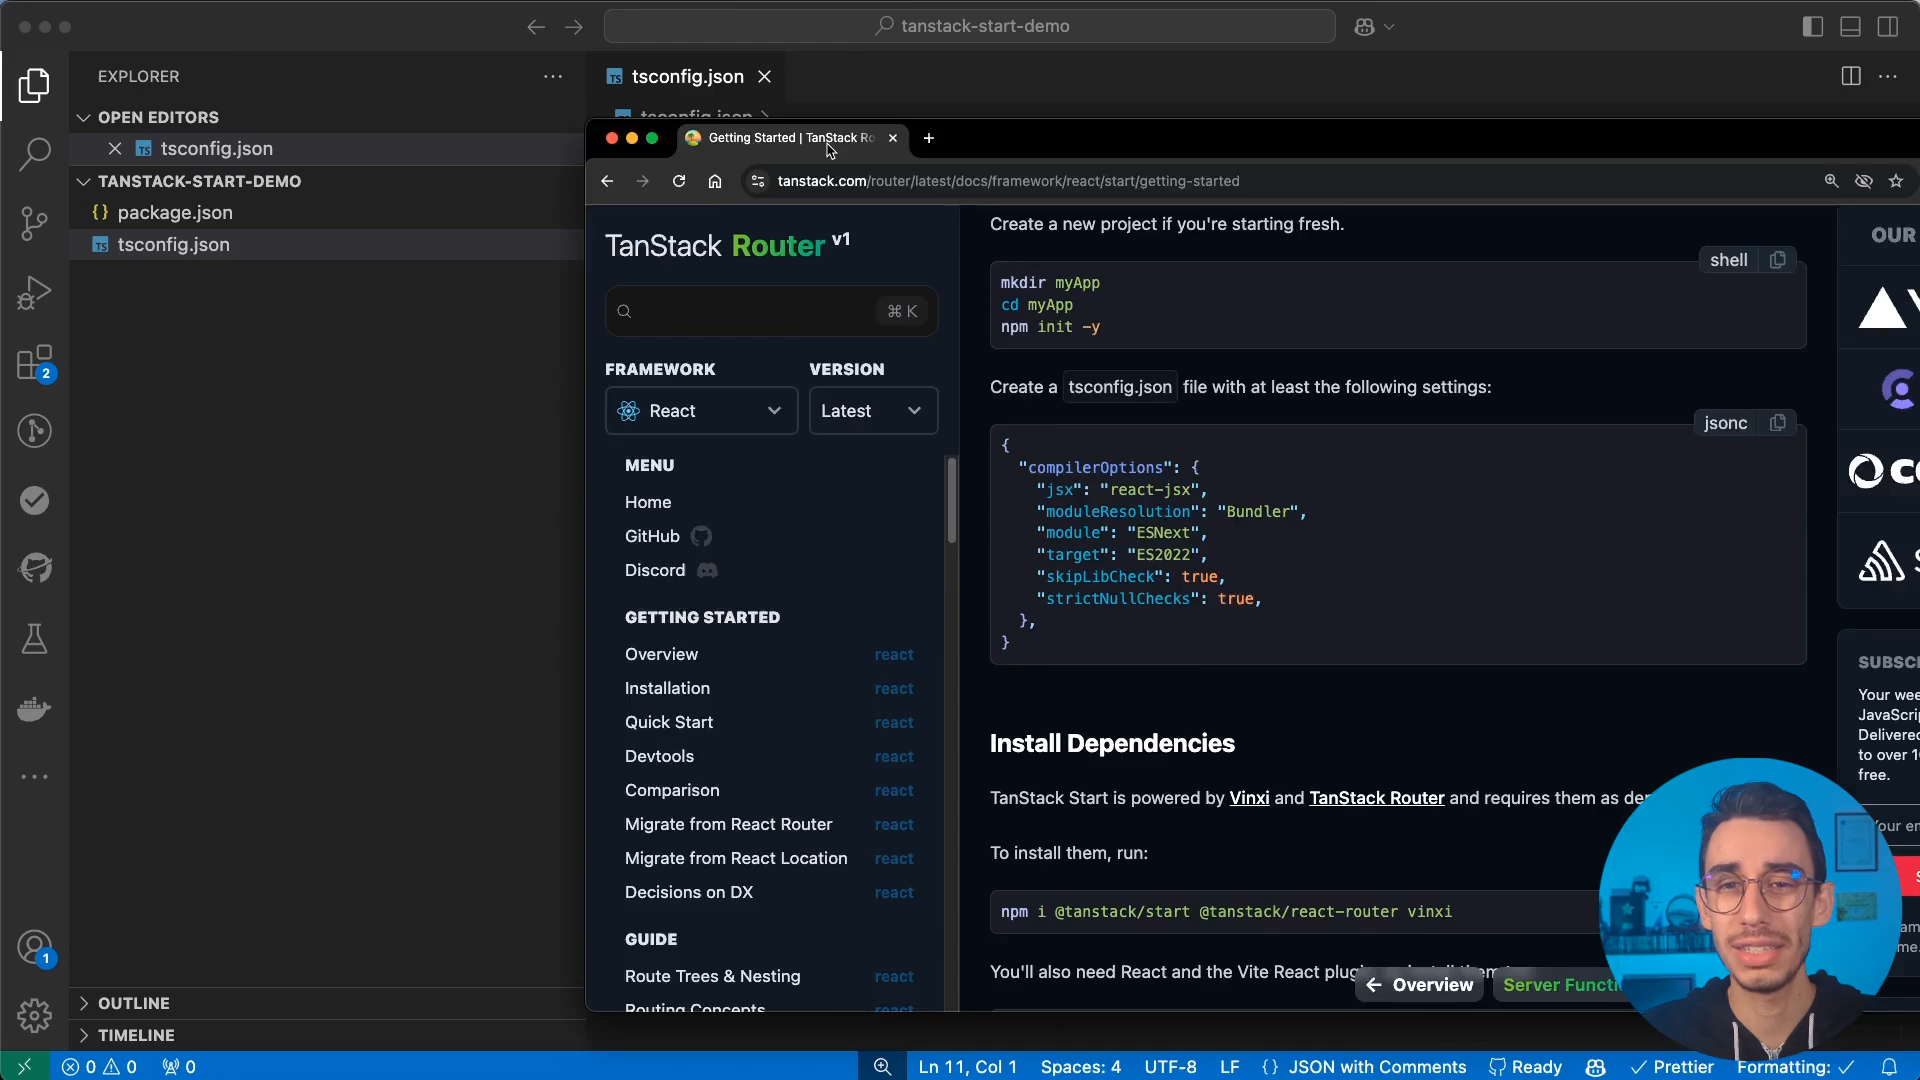 tanstack-start-demo
EXPLORER
OPEN EDITORS
tsconfig.json
TANSTACK-START-DEMO
{} package.json
tsconfig.json
OUTLINE
TIMELINE
tsconfig.json
tsconfig.json
Getting Started | TanStack Ro
tanstack.com/router/latest/docs/framework/react/start/getting-started
TanStack Router v1
⌘ K
FRAMEWORK
VERSION
React
Latest
MENU
Home
GitHub
Discord
GETTING STARTED
Overview react
Installation react
Quick Start react
Devtools react
Comparison react
Migrate from React Router react
Migrate from React Location react
Decisions on DX react
GUIDE
Route Trees & Nesting react
Routing Concepts react
Create a new project if you're starting fresh.
shell
mkdir myApp
cd myApp
npm init -y
Create a tsconfig.json file with at least the following settings:
jsonc
{
"compilerOptions": {
"jsx": "react-jsx",
"moduleResolution": "Bundler",
"module": "ESNext",
"target": "ES2022",
"skipLibCheck": true,
"strictNullChecks": true,
},
}
Install Dependencies
TanStack Start is powered by Vinxi and TanStack Router and requires them as
To install them, run:
npm i @tanstack/start @tanstack/react-router vinxi
You'll also need React and the Vite React
← Overview
Server
OUR
SUBSC
Your wee
JavaScri
Delivered
to over 1
free.
2
1
0 0 0
Ln 11, Col 1
Spaces: 4
UTF-8
LF
{} JSON with Comments
Ready
Prettier
Formatting: